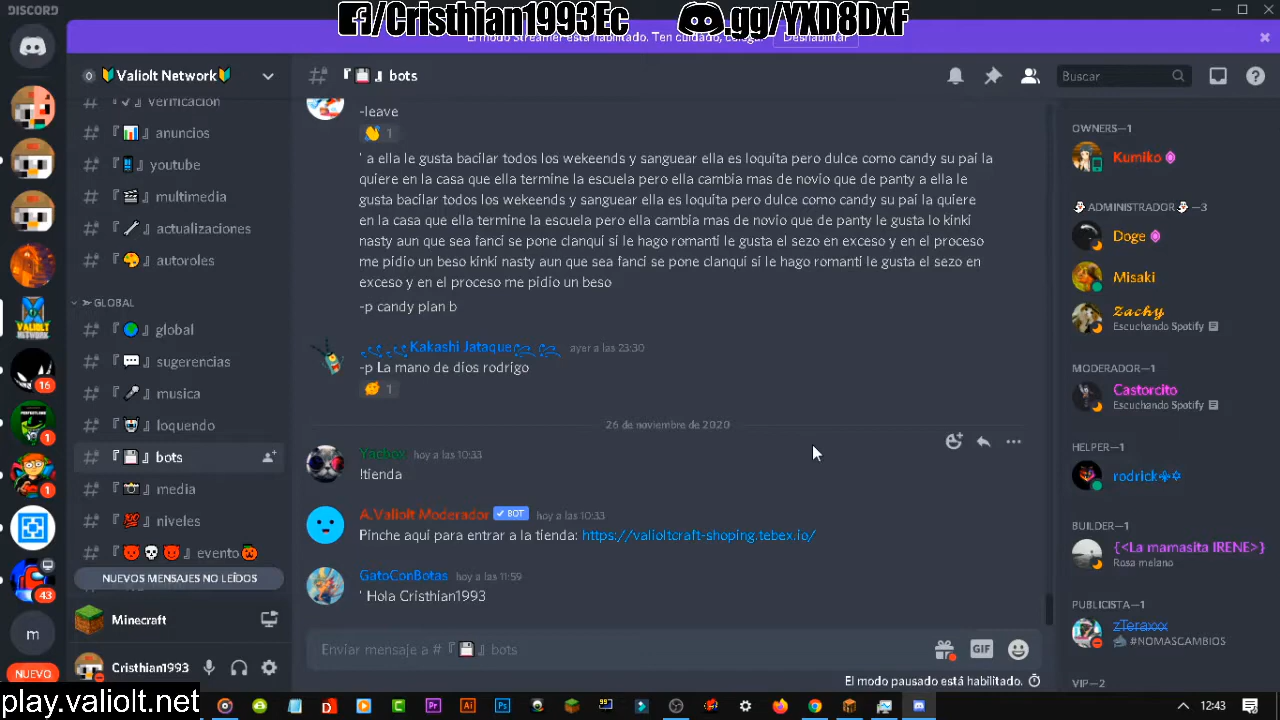 DISCORD
/Cristhian1993Ec
.gg/YXD8DxF
El modo Streamer está habilitado. Ten cuidado, colega.
Deshabilitar
Valiolt Network
verificación
anuncios
youtube
multimedia
actualizaciones
autoroles
GLOBAL
global
sugerencias
musica
loquendo
bots
media
niveles
evento
NUEVOS MENSAJES NO LEÍDOS
Minecraft
Cristhian1993
16
1
1
43
m
NUEVO
play.valiolt.net
# 『💾』 bots
Buscar
-leave
👋 1
' a ella le gusta bacilar todos los wekeends y sanguear ella es loquita pero dulce como candy su pai la
quiere en la casa que ella termine la escuela pero ella cambia mas de novio que de panty a ella le
gusta bacilar todos los wekeends y sanguear ella es loquita pero dulce como candy su pai la quiere
en la casa que ella termine la escuela pero ella cambia mas de novio que de panty le gusta lo kinki
nasty aun que sea fanci se pone clanqui si le hago romanti le gusta el sezo en exceso y en el proceso
me pidio un beso kinki nasty aun que sea fanci se pone clanqui si le hago romanti le gusta el sezo en
exceso y en el proceso me pidio un beso
-p candy plan b
Kakashi Jataque ayer a las 23:30
-p La mano de dios rodrigo
1
26 de noviembre de 2020
Yacbox hoy a las 10:33
!tienda
A.Valiolt Moderador ✓ BOT hoy a las 10:33
Pinche aquí para entrar a la tienda: https://valioltcraft-shoping.tebex.io/
GatoConBotas hoy a las 11:59
' Hola Cristhian1993
Enviar mensaje a # 『💾』 bots
GIF
El modo pausado está habilitado.
OWNERS—1
Kumiko
ADMINISTRADOR —3
Doge
Misaki
Zachy
Escuchando Spotify
MODERADOR—1
Castorcito
Escuchando Spotify
HELPER—1
rodrick
BUILDER—1
{<La mamasita IRENE>}
Rosa melano
PUBLICISTA—1
zTeraxxx
#NOMASCAMBIOS
VIP—2
12:43